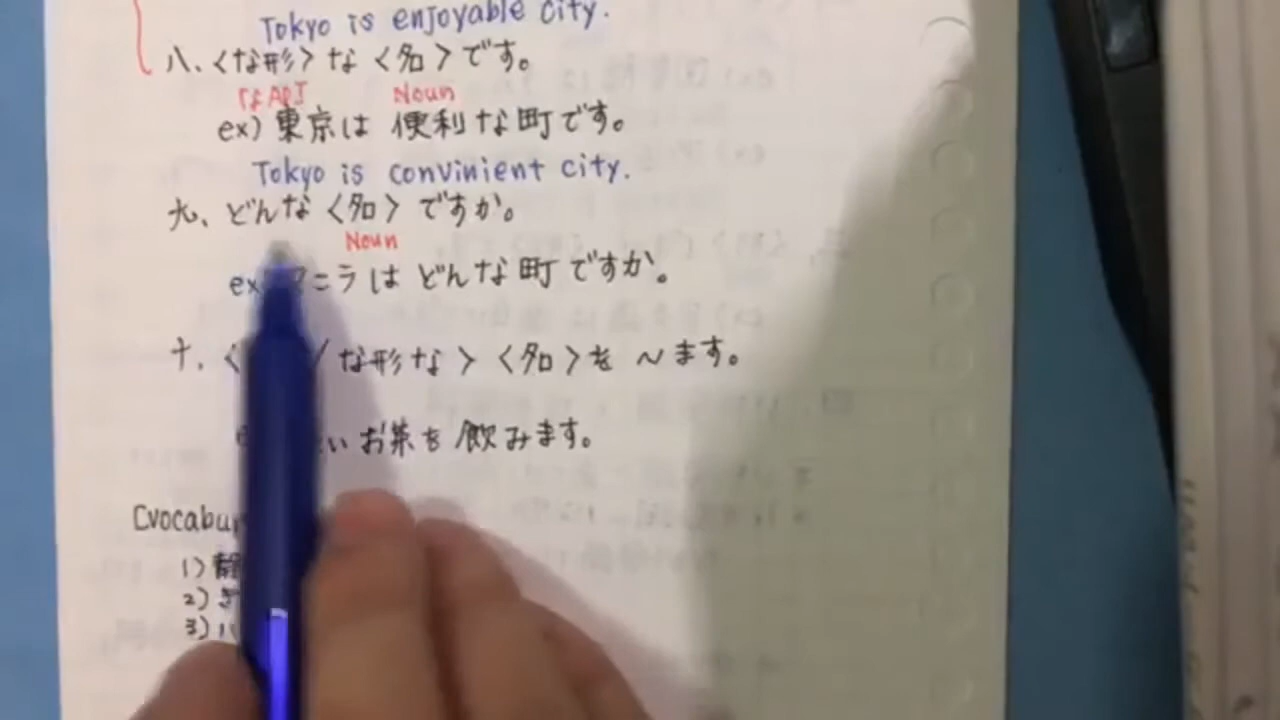 Tokyo is enjoyable city.
八、〈な形〉な〈名〉です。
なADJ Noun
ex) 東京は 便利な町です。
Tokyo is convinient city.
九、どんな〈名〉ですか。
Noun
ex マニラは どんな町ですか。
十、〈 な形な〉〈名〉を 〜ます。
い お茶を飲みます。
1)
2)
3)